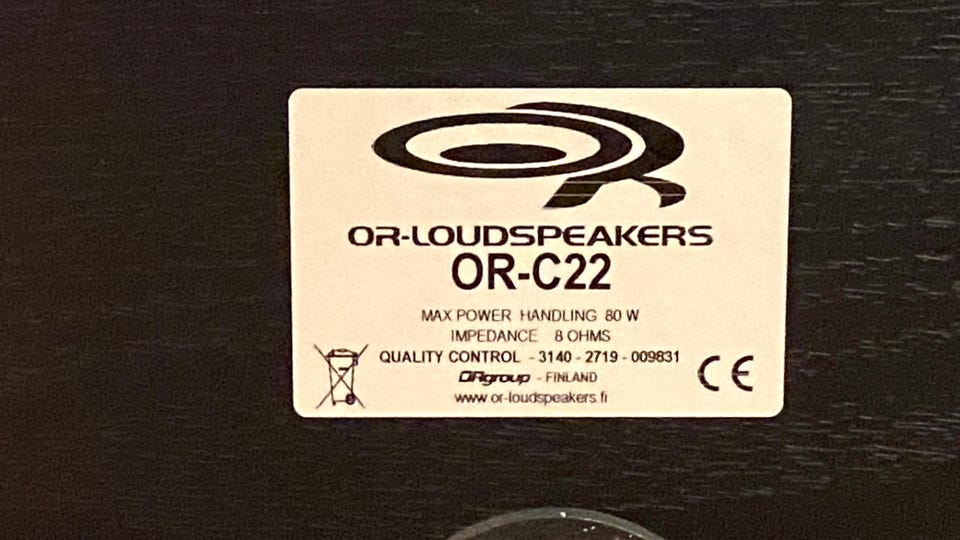 OR-LOUDSPEAKERS
OR-C22
MAX POWER HANDLING 80 W
IMPEDANCE 8 OHMS
QUALITY CONTROL - 3140 - 2719 - 009831
ORgroup - FINLAND
www.or-loudspeakers.fi
CE